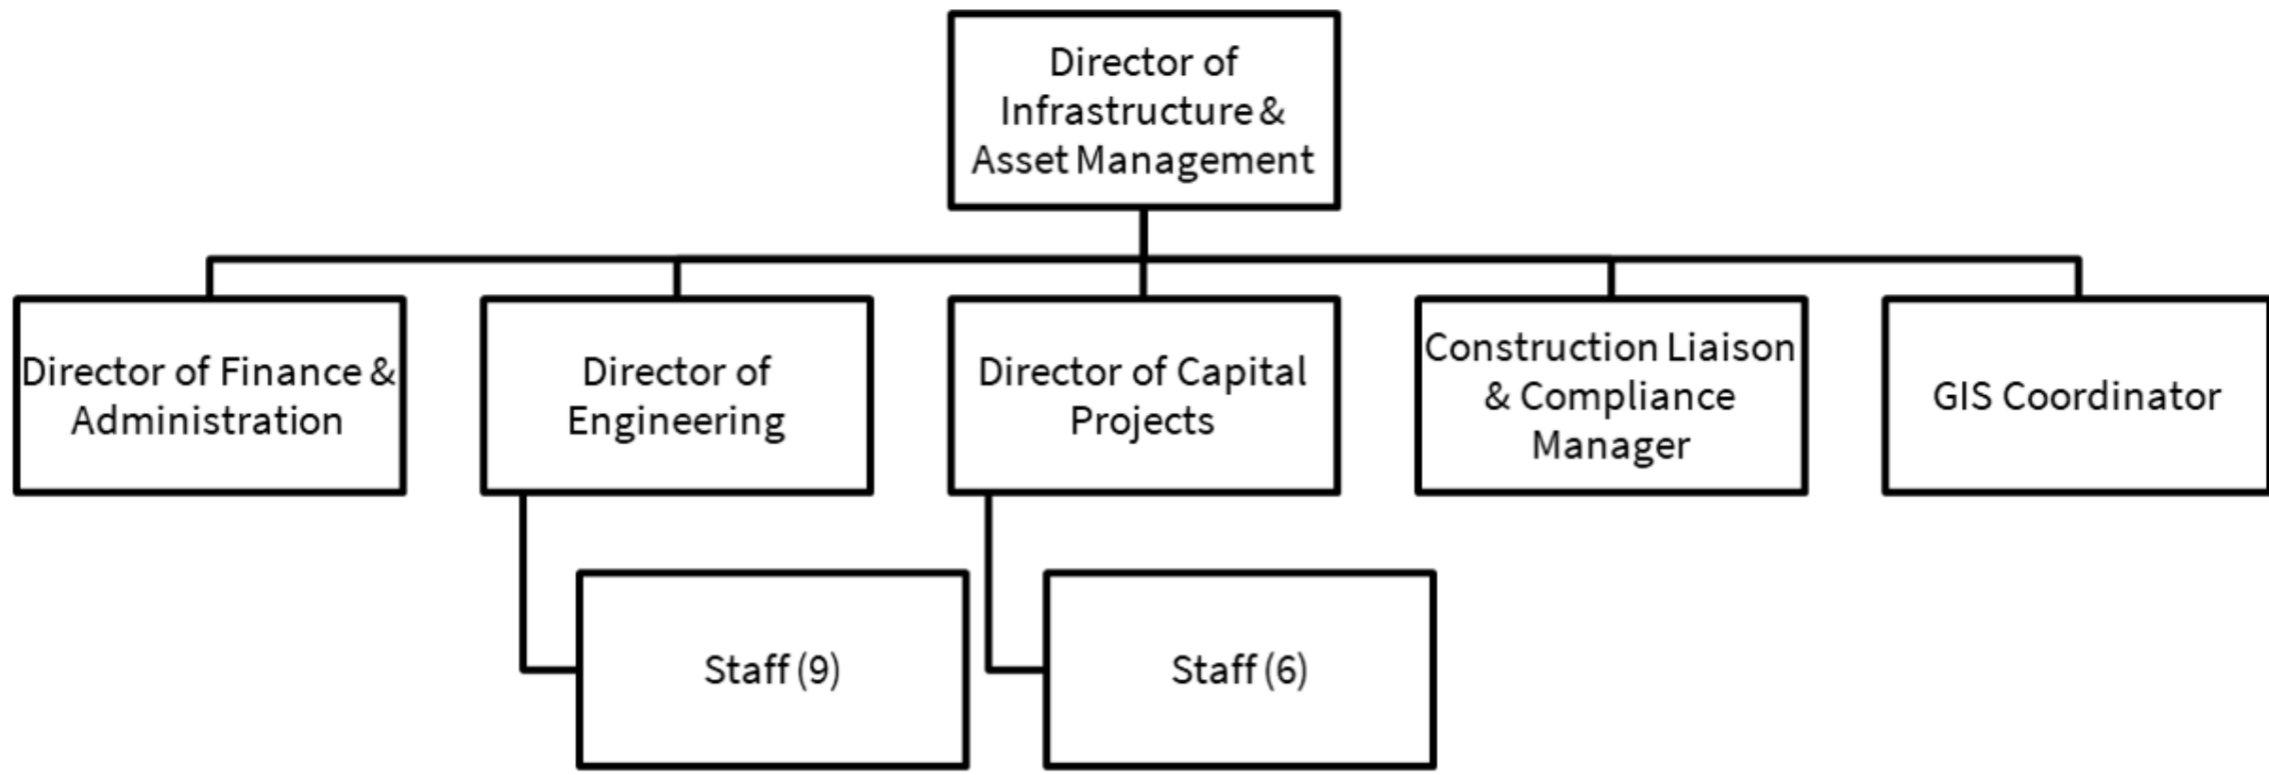 Director of
Infrastructure &
Asset Management
Director of Finance &
Administration
Director of
Engineering
Director of Capital
Projects
Construction Liaison
& Compliance
Manager
GIS Coordinator
Staff (9)
Staff (6)